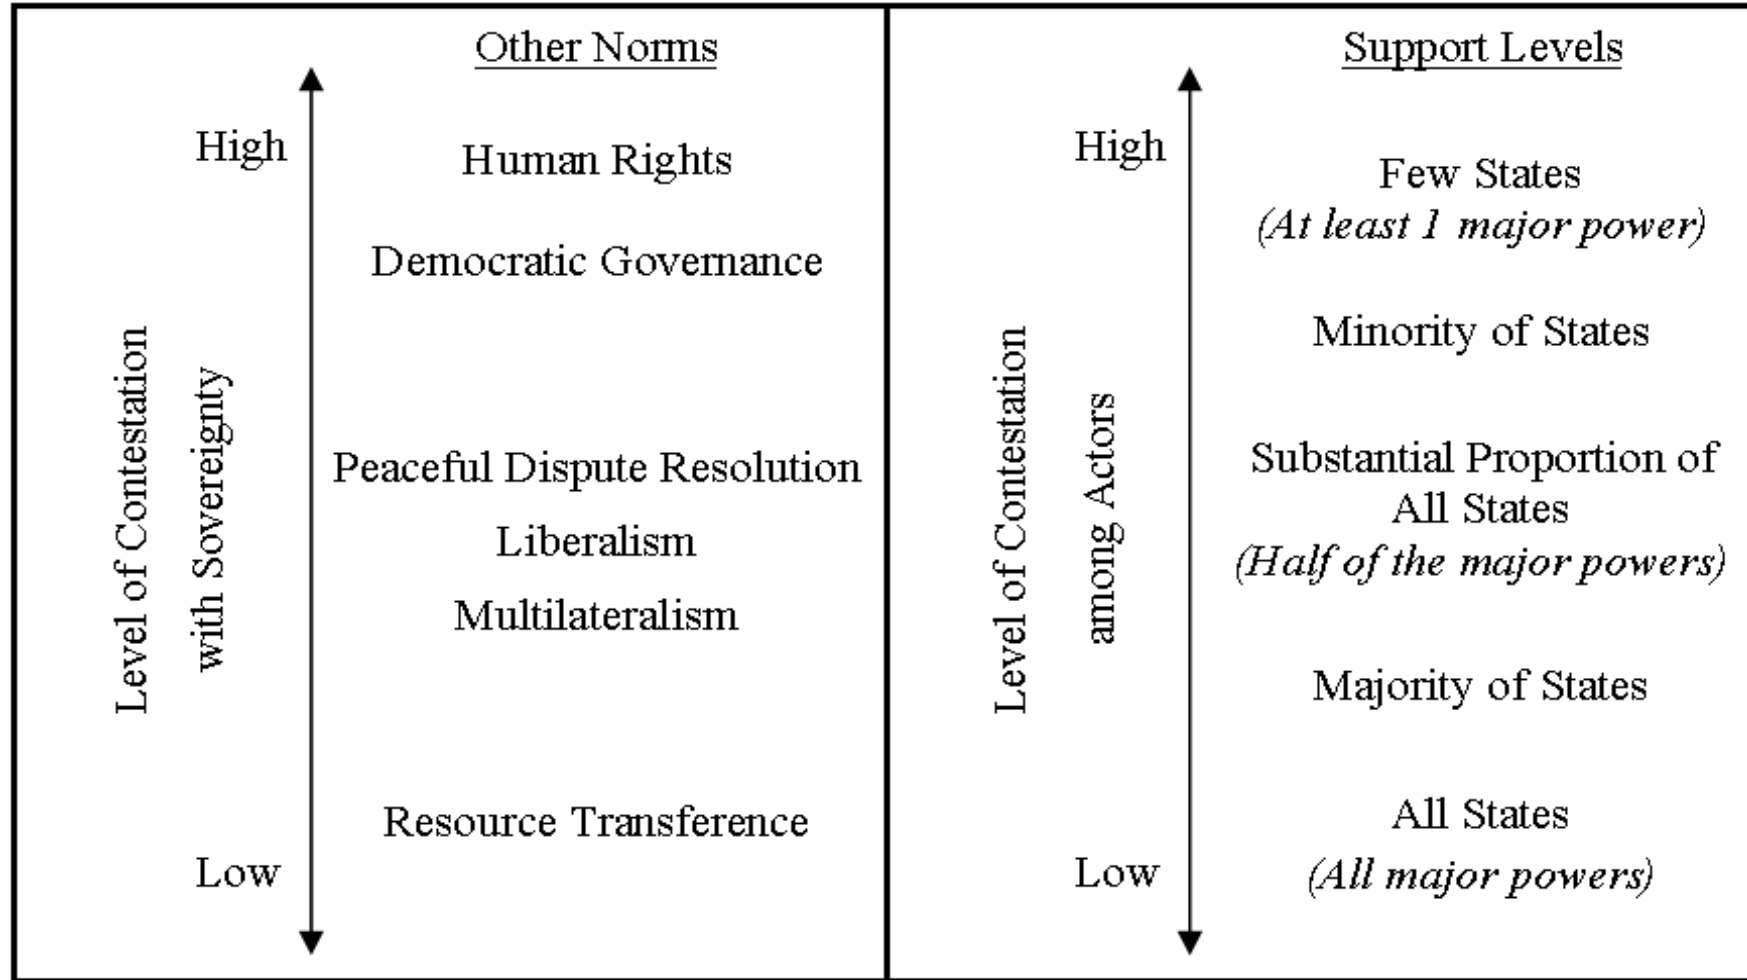 Other Norms
High
Human Rights
Democratic Governance
Level of Contestation
with Sovereignty
Peaceful Dispute Resolution
Liberalism
Multilateralism
Resource Transference
Low
Support Levels
High
Few States
(At least 1 major power)
Minority of States
Level of Contestation
among Actors
Substantial Proportion of
All States
(Half of the major powers)
Majority of States
All States
Low
(All major powers)